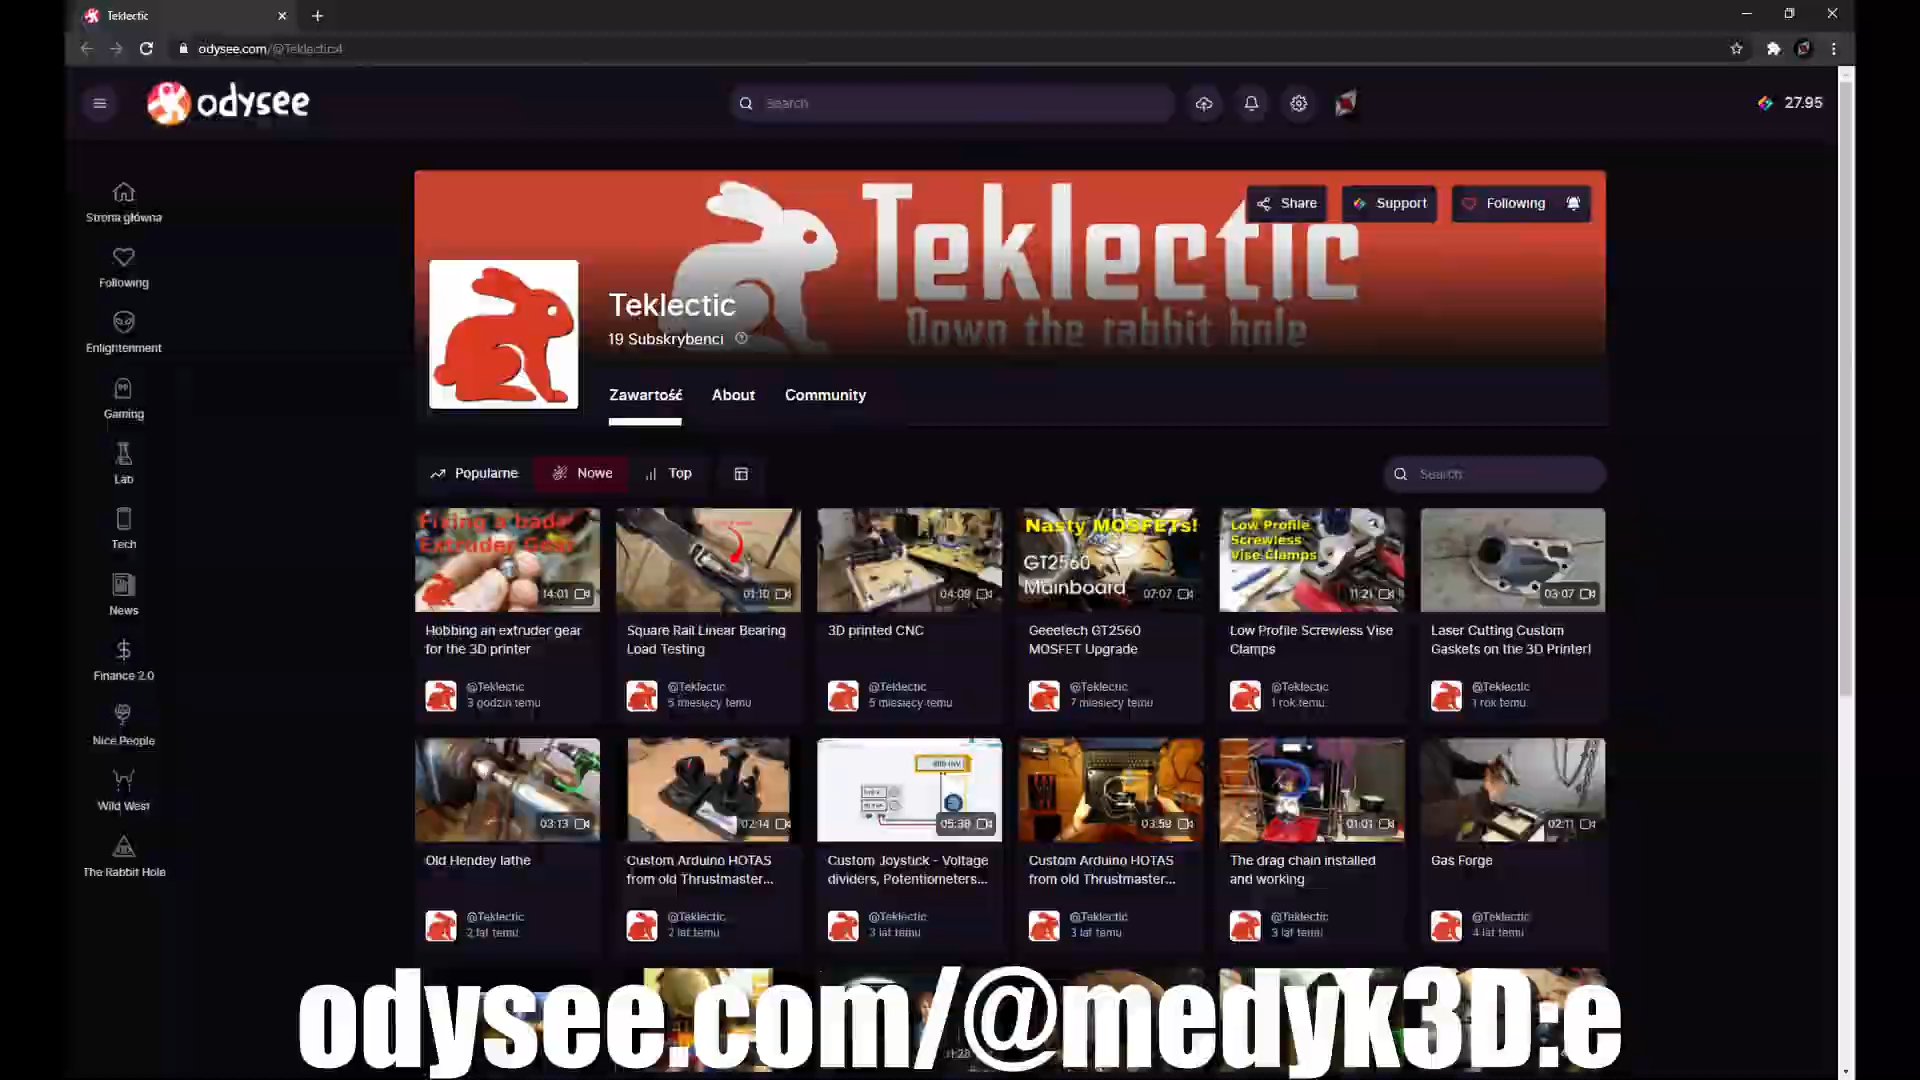 Teklectic
odysee.com/@Teklectic:4
odysee
Search
27.95
Strona główna
Following
Enlightenment
Gaming
Lab
Tech
News
Finance 2.0
Nice People
Wild West
The Rabbit Hole
Teklectic
Down the rabbit hole
Share
Support
Following
Teklectic
19 Subskrybenci
Zawartość
About
Community
Popularne
Nowe
Top
Search
Fixing a bade
Extruder Gear
14:01
01:10
04:09
Nasty MOSFETs!
GT2560
Mainboard
07:07
Low Profile
Screwless
Vise Clamps
11:21
03:07
Hobbing an extruder gear
for the 3D printer
Square Rail Linear Bearing
Load Testing
3D printed CNC
Geeetech GT2560
MOSFET Upgrade
Low Profile Screwless Vise
Clamps
Laser Cutting Custom
Gaskets on the 3D Printer!
@Teklectic
3 godzin temu
@Teklectic
5 miesięcy temu
@Teklectic
5 miesięcy temu
@Teklectic
7 miesięcy temu
@Teklectic
1 rok temu
@Teklectic
1 rok temu
03:13
02:14
05:38
03:59
01:01
02:11
Old Hendey lathe
Custom Arduino HOTAS
from old Thrustmaster...
Custom Joystick - Voltage
dividers, Potentiometers...
Custom Arduino HOTAS
from old Thrustmaster...
The drag chain installed
and working
Gas Forge
@Teklectic
2 lat temu
@Teklectic
2 lat temu
@Teklectic
3 lat temu
@Teklectic
3 lat temu
@Teklectic
3 lat temu
@Teklectic
4 lat temu
odysee.com/@medyk3D:e